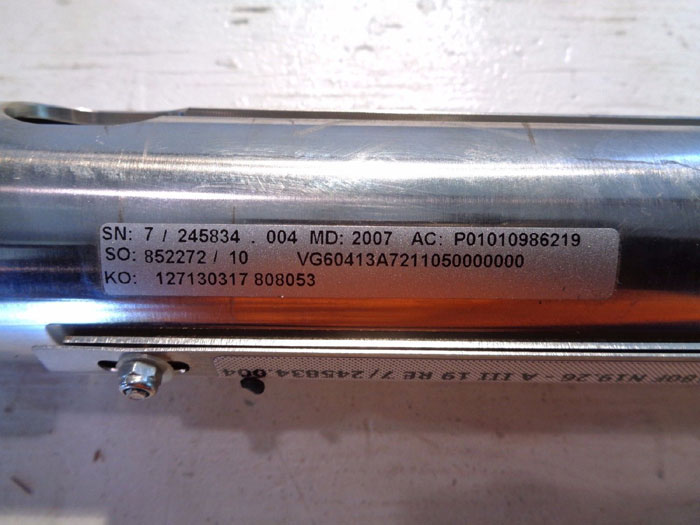 SN: 7 / 245834 . 004 MD: 2007 AC: P01010986219
SO: 852272 / 10 VG60413A7211050000000
KO: 127130317 808053
N19.26 A III 19 RE 7/245834.004